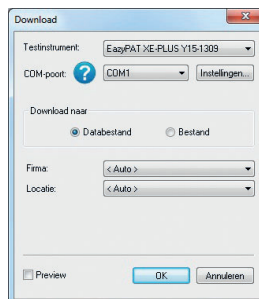 Download
Testinstrument: EazyPAT XE-PLUS Y15-1309
COM-poort: ? COM1 Instellingen...
Download naar
Databestand Bestand
Firma: < Auto >
Locatie: < Auto >
Preview OK Annuleren